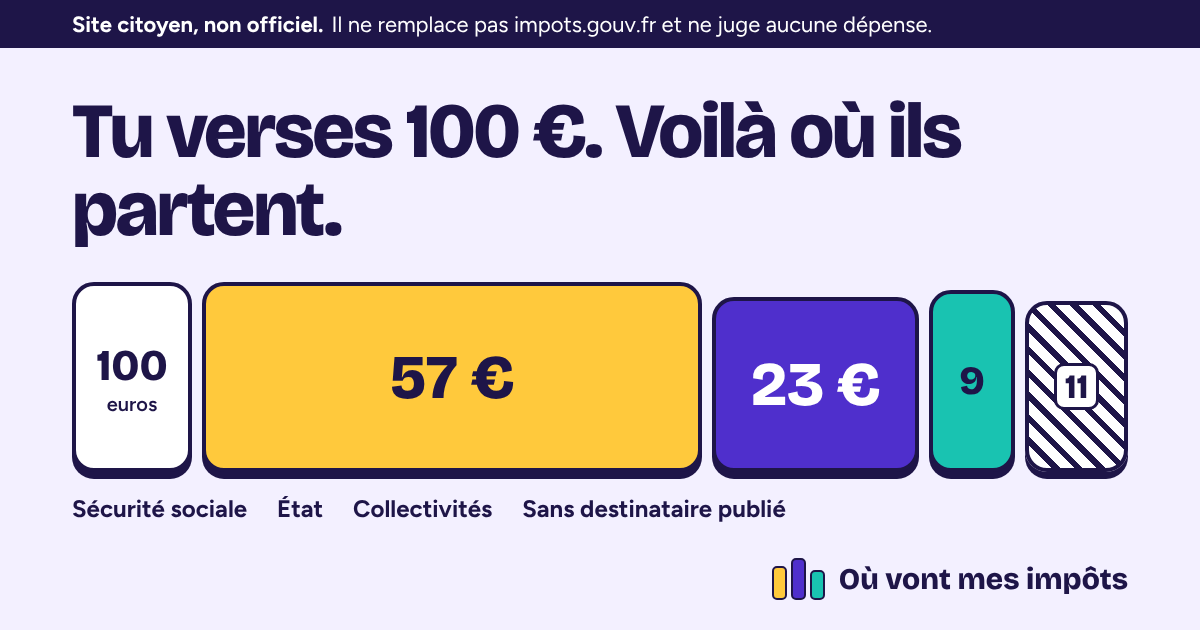 Site citoyen, non officiel. Il ne remplace pas impots.gouv.fr et ne juge aucune dépense.
Tu verses 100 €. Voilà où ils
partent.
100
euros
57 €
23 €
9
11
Sécurité sociale État Collectivités Sans destinataire publié
Où vont mes impôts